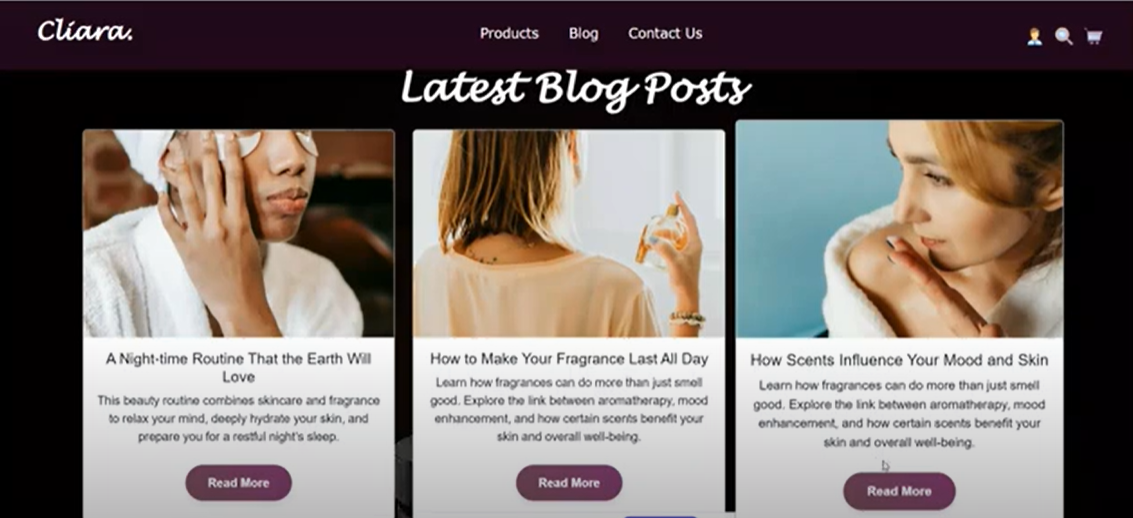 Cliara.
Products Blog Contact Us
Latest Blog Posts
A Night-time Routine That the Earth Will
Love
This beauty routine combines skincare and fragrance
to relax your mind, deeply hydrate your skin, and
prepare you for a restful night's sleep.
Read More
How to Make Your Fragrance Last All Day
Learn how fragrances can do more than just smell
good. Explore the link between aromatherapy, mood
enhancement, and how certain scents benefit your
skin and overall well-being.
Read More
How Scents Influence Your Mood and Skin
Learn how fragrances can do more than just smell
good. Explore the link between aromatherapy, mood
enhancement, and how certain scents benefit your
skin and overall well-being.
Read More